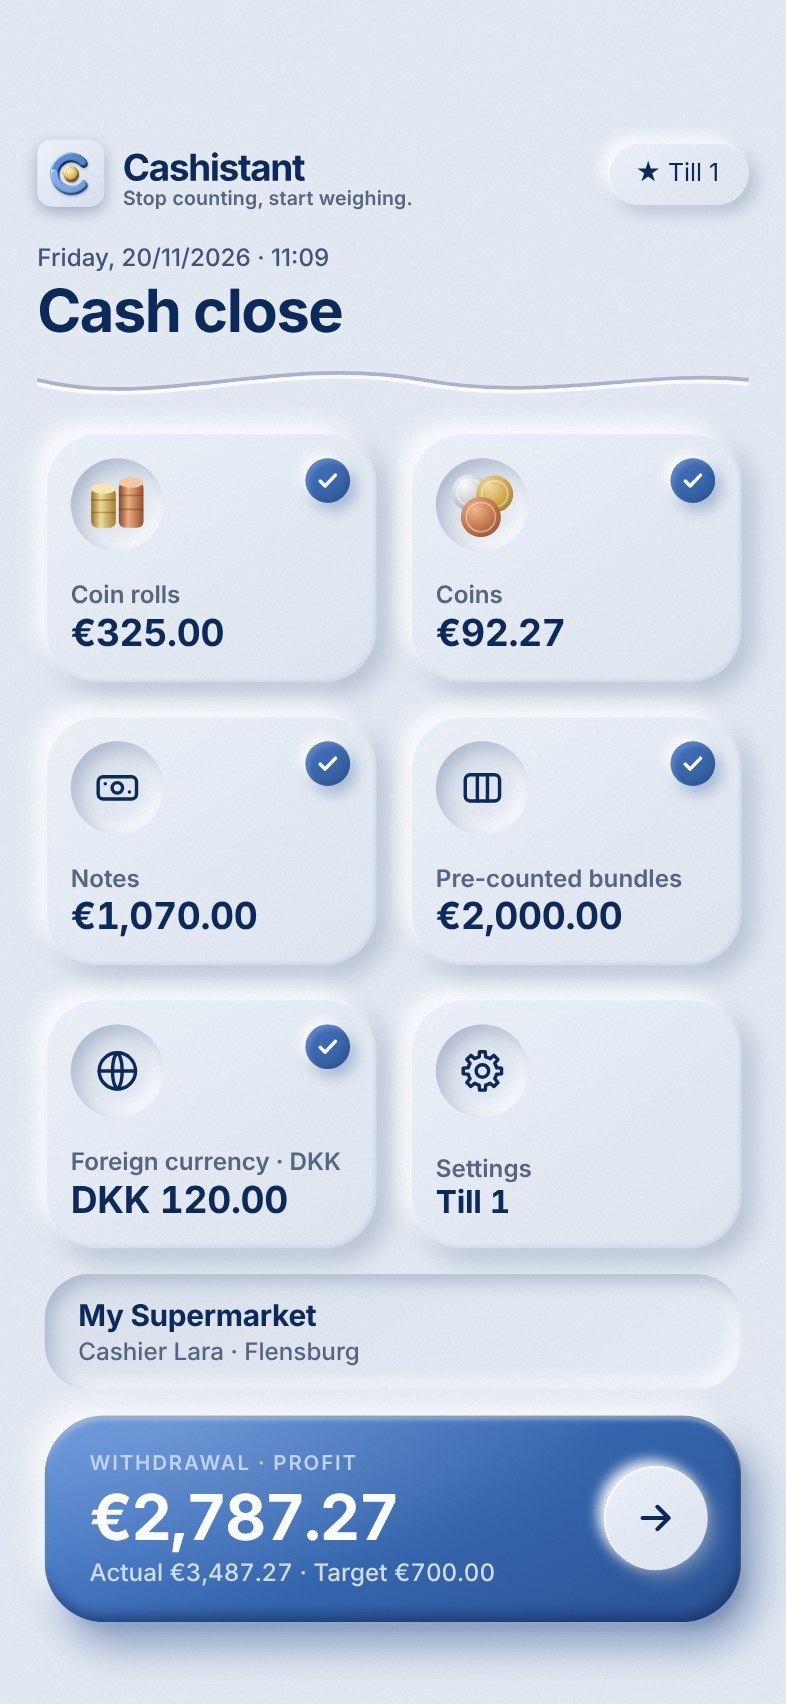 Cashistant
Stop counting, start weighing.
★ Till 1
Friday, 20/11/2026 · 11:09
Cash close
Coin rolls
€325.00
Coins
€92.27
Notes
€1,070.00
Pre-counted bundles
€2,000.00
Foreign currency · DKK
DKK 120.00
Settings
Till 1
My Supermarket
Cashier Lara · Flensburg
WITHDRAWAL · PROFIT
€2,787.27
Actual €3,487.27 · Target €700.00